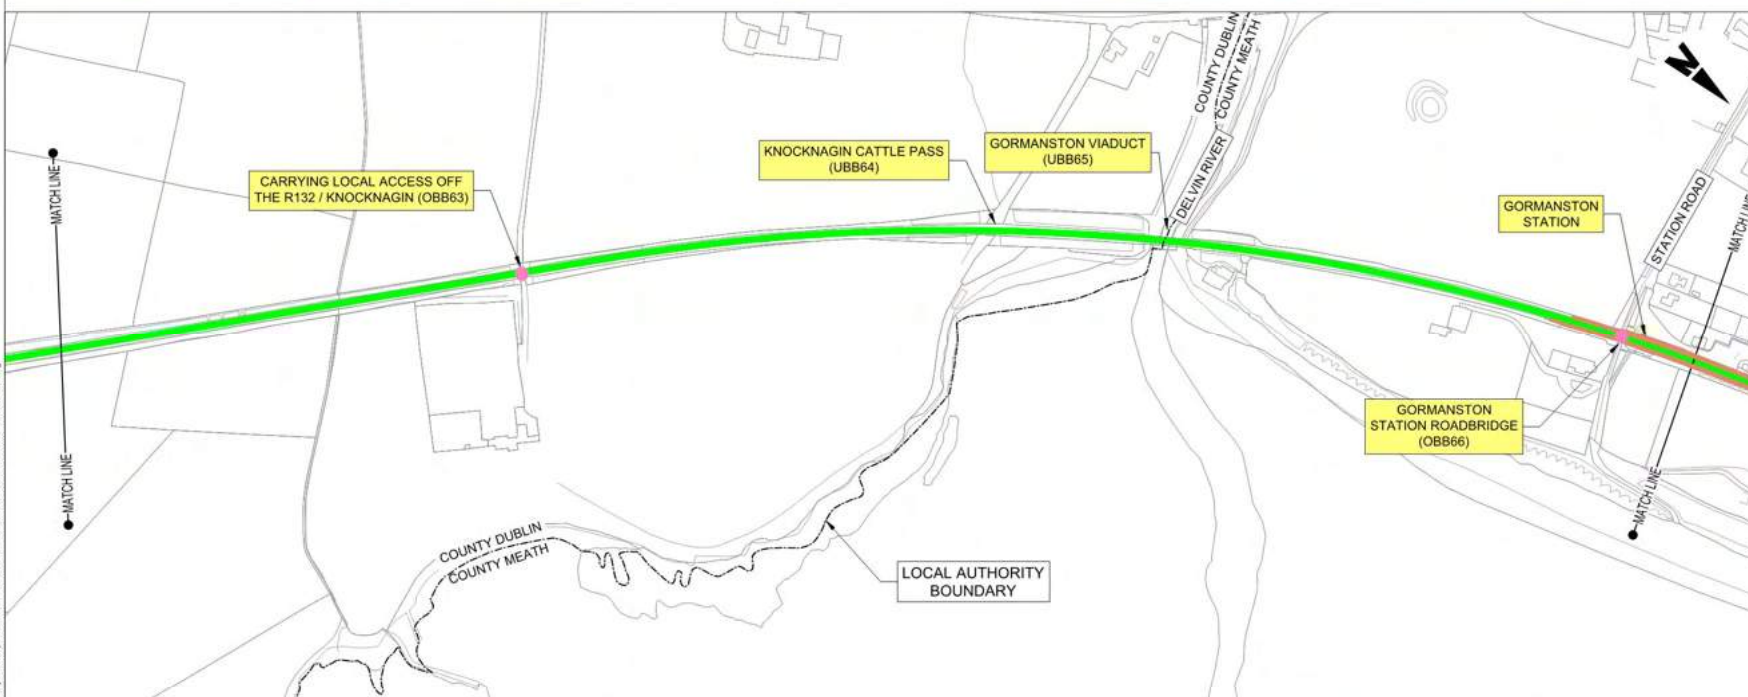 COUNTY DUBLIN
COUNTY MEATH
N
MATCH LINE
CARRYING LOCAL ACCESS OFF
THE R132 / KNOCKNAGIN (OBB63)
KNOCKNAGIN CATTLE PASS
(UBB64)
GORMANSTON VIADUCT
(UBB65)
DELVIN RIVER
GORMANSTON
STATION
STATION ROAD
MATCH LINE
GORMANSTON
STATION ROADBRIDGE
(OBB66)
MATCH LINE
MATCH LINE
COUNTY DUBLIN
COUNTY MEATH
LOCAL AUTHORITY
BOUNDARY